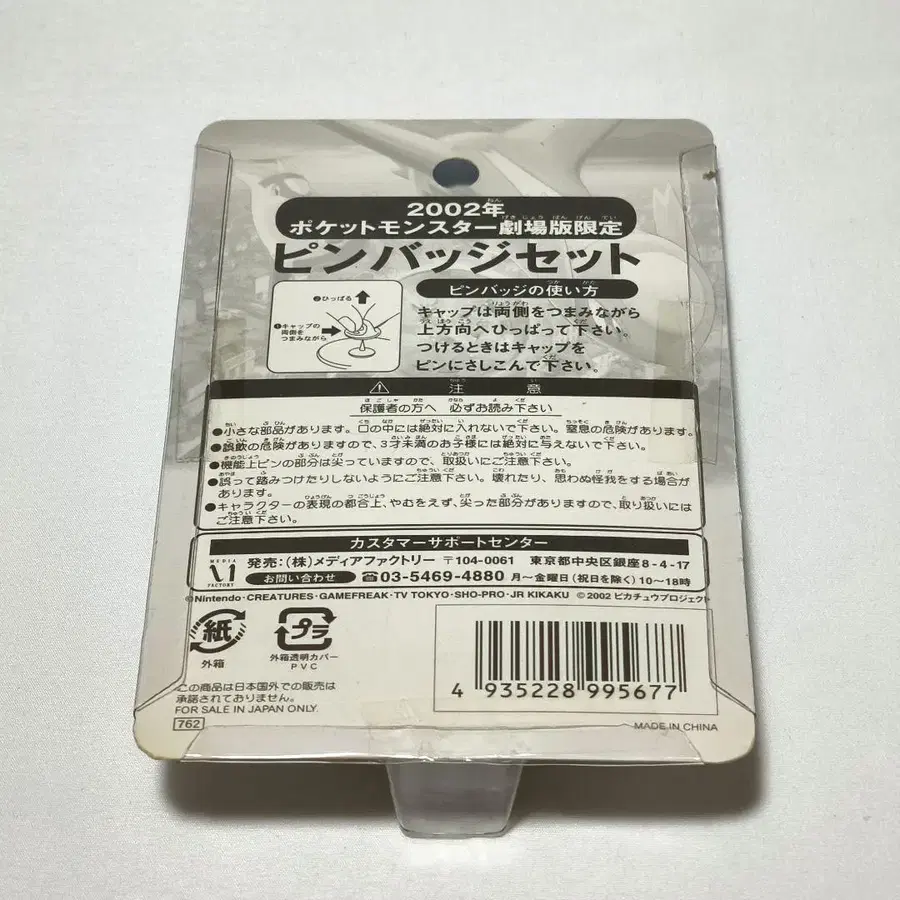 2002年
ポケットモンスター劇場版限定
ピンバッジセット
ピンバッジの使い方
❷ひっぱる
❶キャップの
両側を
つまみながら
キャップは両側をつまみながら
上方向へひっぱって下さい。
つけるときはキャップを
ピンにさしこんで下さい。
注意
保護者の方へ 必ずお読み下さい
●小さな部品があります。口の中には絶対に入れないで下さい。窒息の危険があります。
●誤飲の危険がありますので、3才未満のお子様には絶対に与えないで下さい。
●機能上ピンの部分は尖っていますので、取扱いにご注意下さい。
●誤って踏みつけたりしないようにご注意下さい。壊れたり、思わぬ怪我をする場合が
あります。
●キャラクターの表現の都合上、やむをえず、尖った部分がありますので、取り扱いには
ご注意下さい。
カスタマーサポートセンター
MEDIA FACTORY
発売：(株)メディアファクトリー 〒104-0061 東京都中央区銀座8-4-17
お問い合わせ ☎03-5469-4880 月〜金曜日(祝日を除く)10〜18時
©Nintendo・CREATURES・GAMEFREAK・TV TOKYO・SHO-PRO・JR KIKAKU ©2002 ピカチュウプロジェクト
紙
外箱
プラ
外箱透明カバー
PVC
4 935228 995677
この商品は日本国外での販売は
承諾されておりません。
FOR SALE IN JAPAN ONLY.
762
MADE IN CHINA